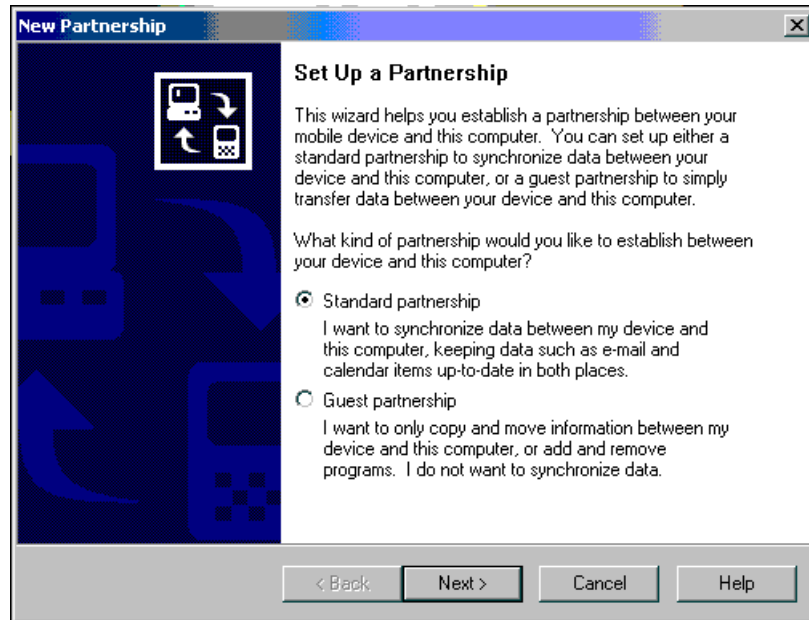 New Partnership
Set Up a Partnership
This wizard helps you establish a partnership between your
mobile device and this computer.  You can set up either a
standard partnership to synchronize data between your
device and this computer, or a guest partnership to simply
transfer data between your device and this computer.
What kind of partnership would you like to establish between
your device and this computer?
Standard partnership
I want to synchronize data between my device and
this computer, keeping data such as e-mail and
calendar items up-to-date in both places.
Guest partnership
I want to only copy and move information between my
device and this computer, or add and remove
programs.  I do not want to synchronize data.
< Back
Next >
Cancel
Help